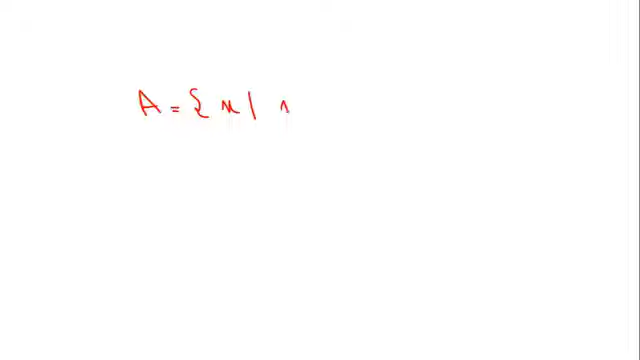 A = { x |